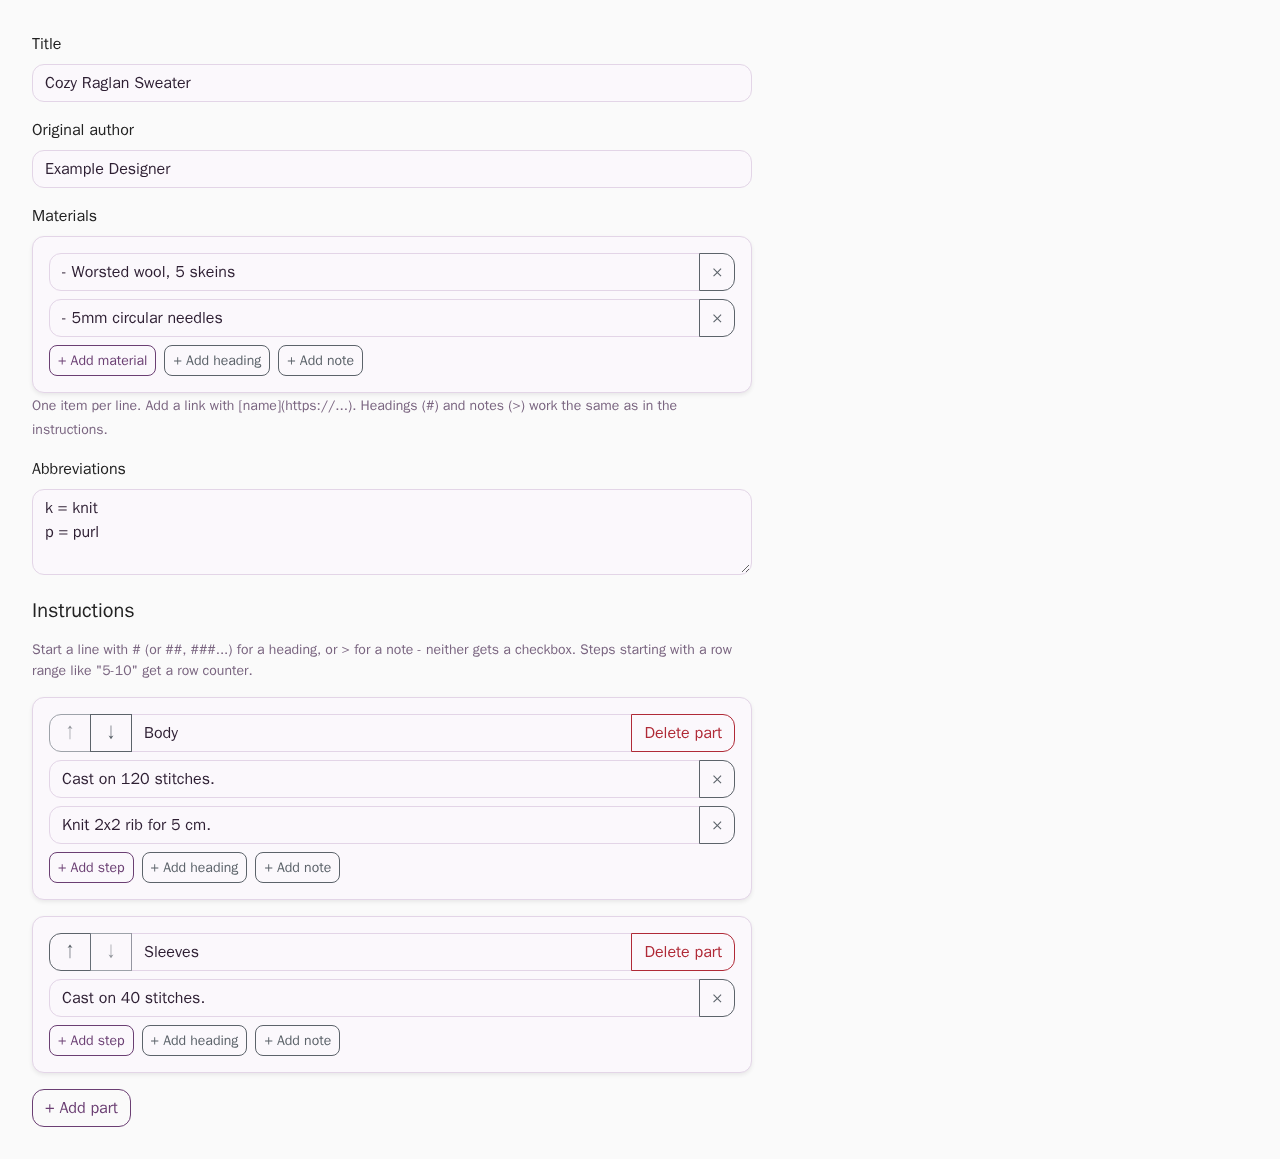 Title
Cozy Raglan Sweater
Original author
Example Designer
Materials
- Worsted wool, 5 skeins
×
- 5mm circular needles
×
+ Add material + Add heading + Add note
One item per line. Add a link with [name](https://...). Headings (#) and notes (>) work the same as in the
instructions.
Abbreviations
k = knit
p = purl
Instructions
Start a line with # (or ##, ###...) for a heading, or > for a note - neither gets a checkbox. Steps starting with a row
range like "5-10" get a row counter.
↑ ↓ Body Delete part
Cast on 120 stitches. ×
Knit 2x2 rib for 5 cm. ×
+ Add step + Add heading + Add note
↑ ↓ Sleeves Delete part
Cast on 40 stitches. ×
+ Add step + Add heading + Add note
+ Add part